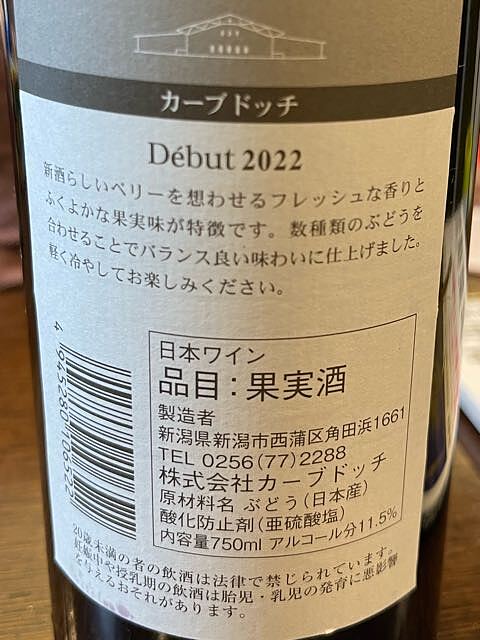 カーブドッチ
Début 2022
新酒らしいベリーを想わせるフレッシュな香りと
ふくよかな果実味が特徴です。数種類のぶどうを
合わせることでバランス良い味わいに仕上げました。
軽く冷やしてお楽しみください。
日本ワイン
品目：果実酒
製造者
新潟県新潟市西蒲区角田浜1661
TEL 0256(77)2288
株式会社カーブドッチ
原材料名 ぶどう(日本産)
酸化防止剤(亜硫酸塩)
内容量750ml アルコール分11.5%
4 945280 106522
20歳未満の者の飲酒は法律で禁じられています。
妊娠中や授乳期の飲酒は胎児・乳児の発育に悪影響
を与えるおそれがあります。